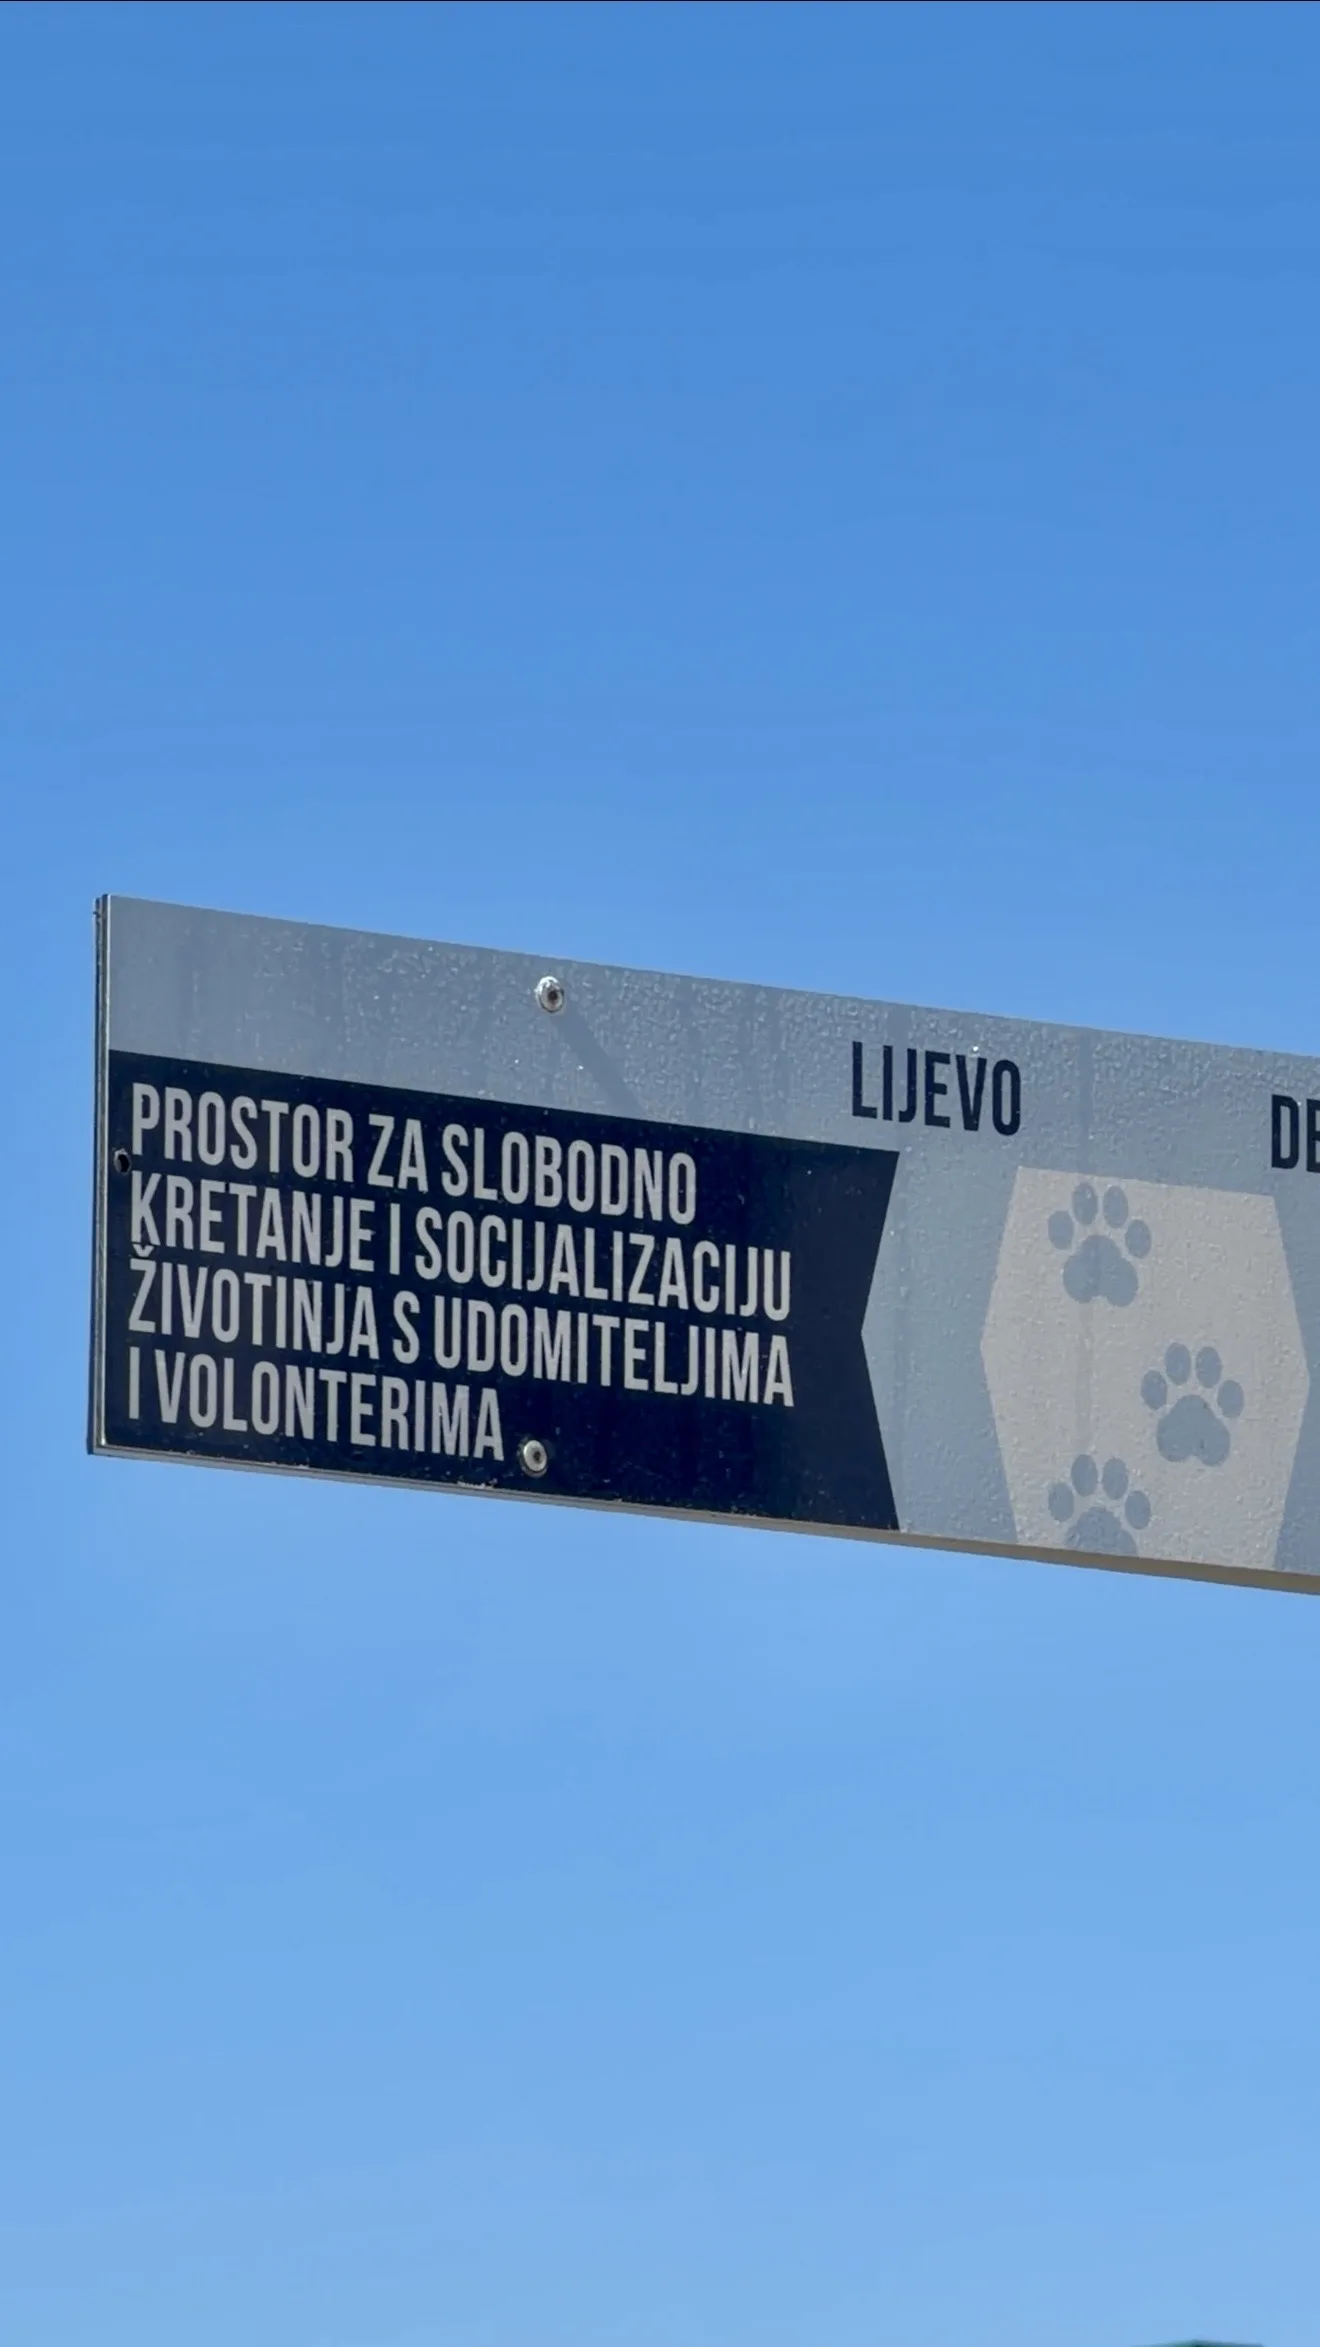 PROSTOR ZA SLOBODNO
KRETANJE I SOCIJALIZACIJU
ŽIVOTINJA S UDOMITELJIMA
I VOLONTERIMA
LIJEVO